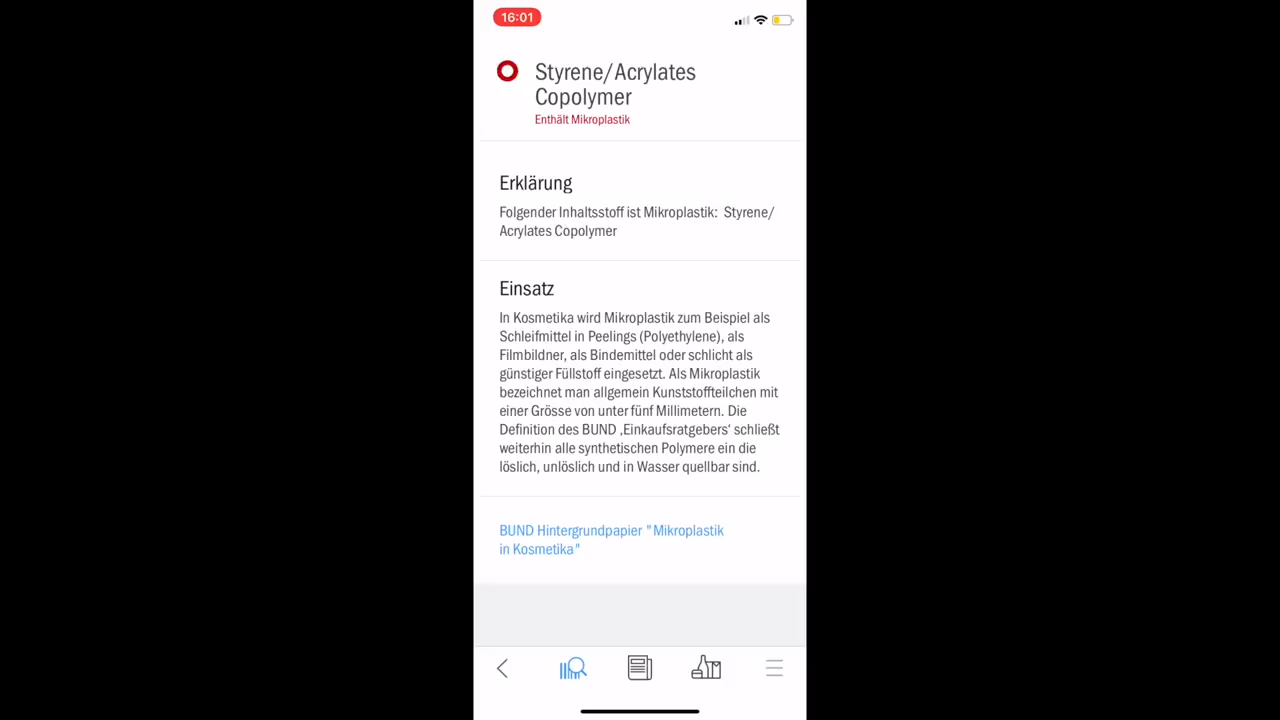 16:01
Styrene/Acrylates
Copolymer
Enthält Mikroplastik
Erklärung
Folgender Inhaltsstoff ist Mikroplastik: Styrene/
Acrylates Copolymer
Einsatz
In Kosmetika wird Mikroplastik zum Beispiel als
Schleifmittel in Peelings (Polyethylene), als
Filmbildner, als Bindemittel oder schlicht als
günstiger Füllstoff eingesetzt. Als Mikroplastik
bezeichnet man allgemein Kunststoffteilchen mit
einer Grösse von unter fünf Millimetern. Die
Definition des BUND ‚Einkaufsratgebers‘ schließt
weiterhin alle synthetischen Polymere ein die
löslich, unlöslich und in Wasser quellbar sind.
BUND Hintergrundpapier "Mikroplastik
in Kosmetika"